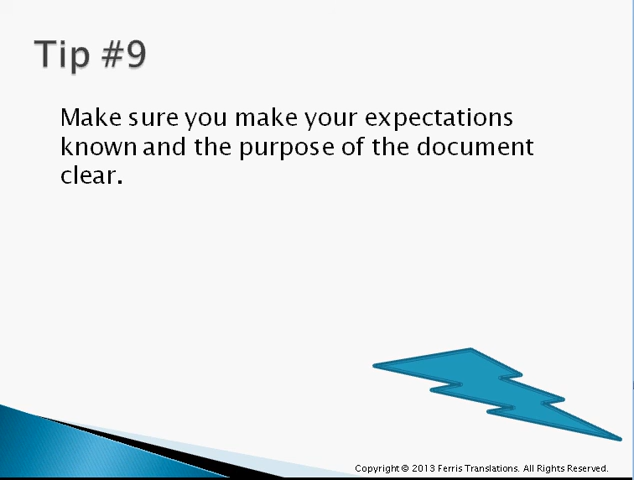 Tip #9
Make sure you make your expectations
known and the purpose of the document
clear.
Copyright © 2013 Ferris Translations. All Rights Reserved.